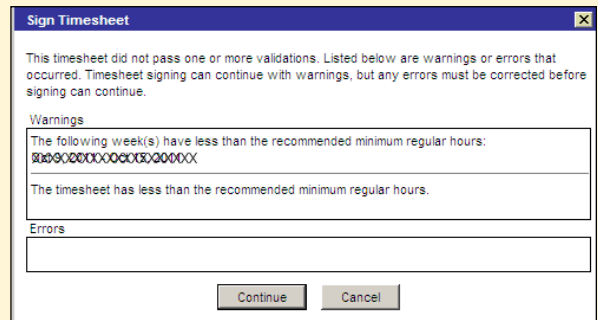 Sign Timesheet
This timesheet did not pass one or more validations. Listed below are warnings or errors that
occurred. Timesheet signing can continue with warnings, but any errors must be corrected before
signing can continue.
Warnings
The following week(s) have less than the recommended minimum regular hours:
The timesheet has less than the recommended minimum regular hours.
Errors
Continue Cancel